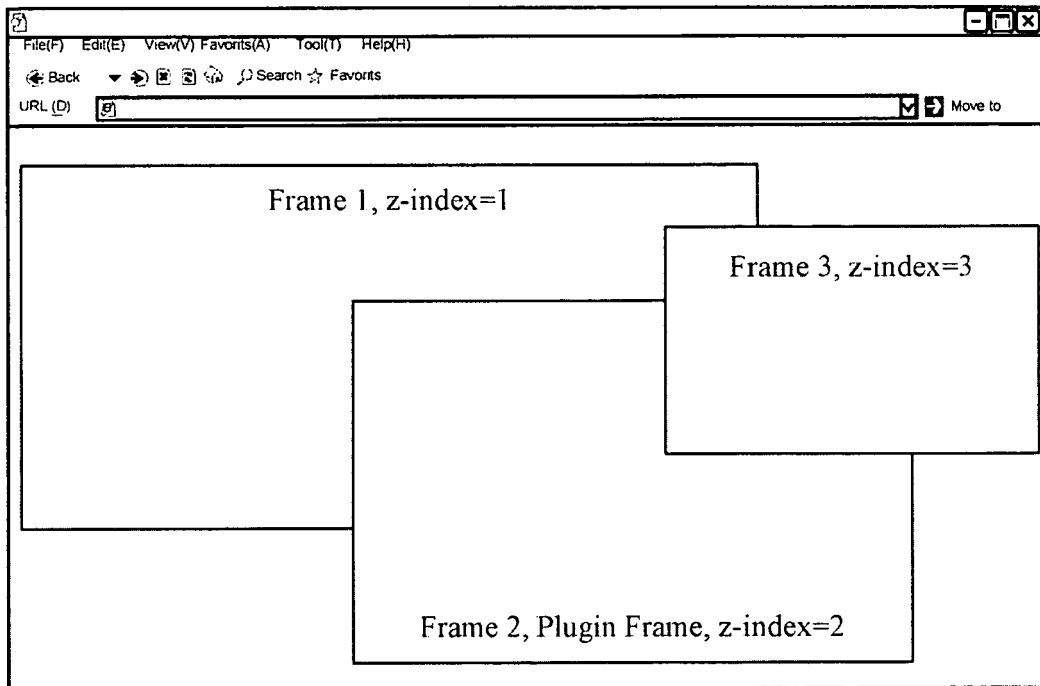 File(F) Edit(E) View(V) Favorits(A) Tool(T) Help(H)
Back Search Favorits
URL (D) Move to
Frame 1, z-index=1
Frame 3, z-index=3
Frame 2, Plugin Frame, z-index=2